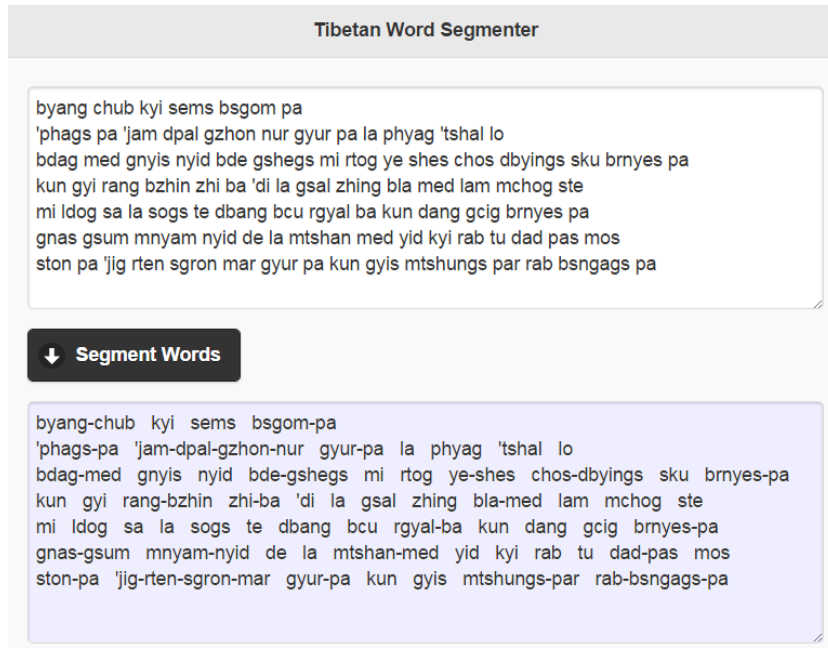 Tibetan Word Segmenter
byang chub kyi sems bsgom pa
'phags pa 'jam dpal gzhon nur gyur pa la phyag 'tshal lo
bdag med gnyis nyid bde gshegs mi rtog ye shes chos dbyings sku brnyes pa
kun gyi rang bzhin zhi ba 'di la gsal zhing bla med lam mchog ste
mi ldog sa la sogs te dbang bcu rgyal ba kun dang gcig brnyes pa
gnas gsum mnyam nyid de la mtshan med yid kyi rab tu dad pas mos
ston pa 'jig rten sgron mar gyur pa kun gyis mtshungs par rab bsngags pa
Segment Words
byang-chub kyi sems bsgom-pa
'phags-pa 'jam-dpal-gzhon-nur gyur-pa la phyag 'tshal lo
bdag-med gnyis nyid bde-gshegs mi rtog ye-shes chos-dbyings sku brnyes-pa
kun gyi rang-bzhin zhi-ba 'di la gsal zhing bla-med lam mchog ste
mi ldog sa la sogs te dbang bcu rgyal-ba kun dang gcig brnyes-pa
gnas-gsum mnyam-nyid de la mtshan-med yid kyi rab tu dad-pas mos
ston-pa 'jig-rten-sgron-mar gyur-pa kun gyis mtshungs-par rab-bsngags-pa